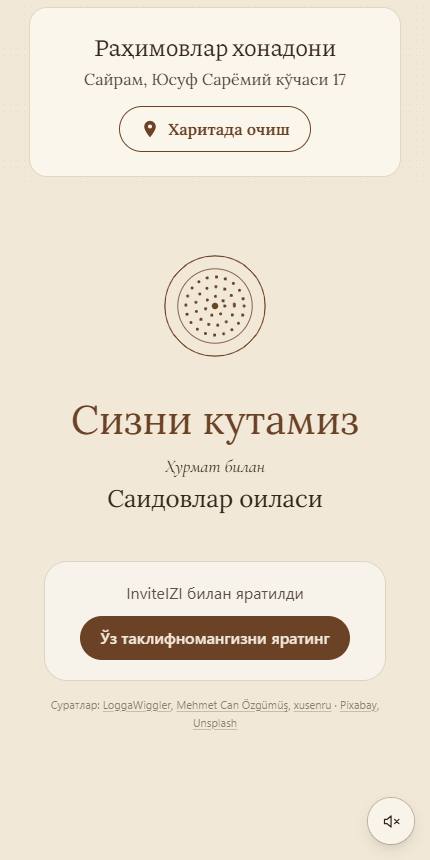 Раҳимовлар хонадони
Сайрам, Юсуф Сарёмий кўчаси 17
Харитада очиш
Сизни кутамиз
Ҳурмат билан
Саидовлар оиласи
InviteIZI билан яратилди
Ўз таклифномангизни яратинг
Суратлар: LoggaWiggler, Mehmet Can Özgümüş, xusenru · Pixabay,
Unsplash